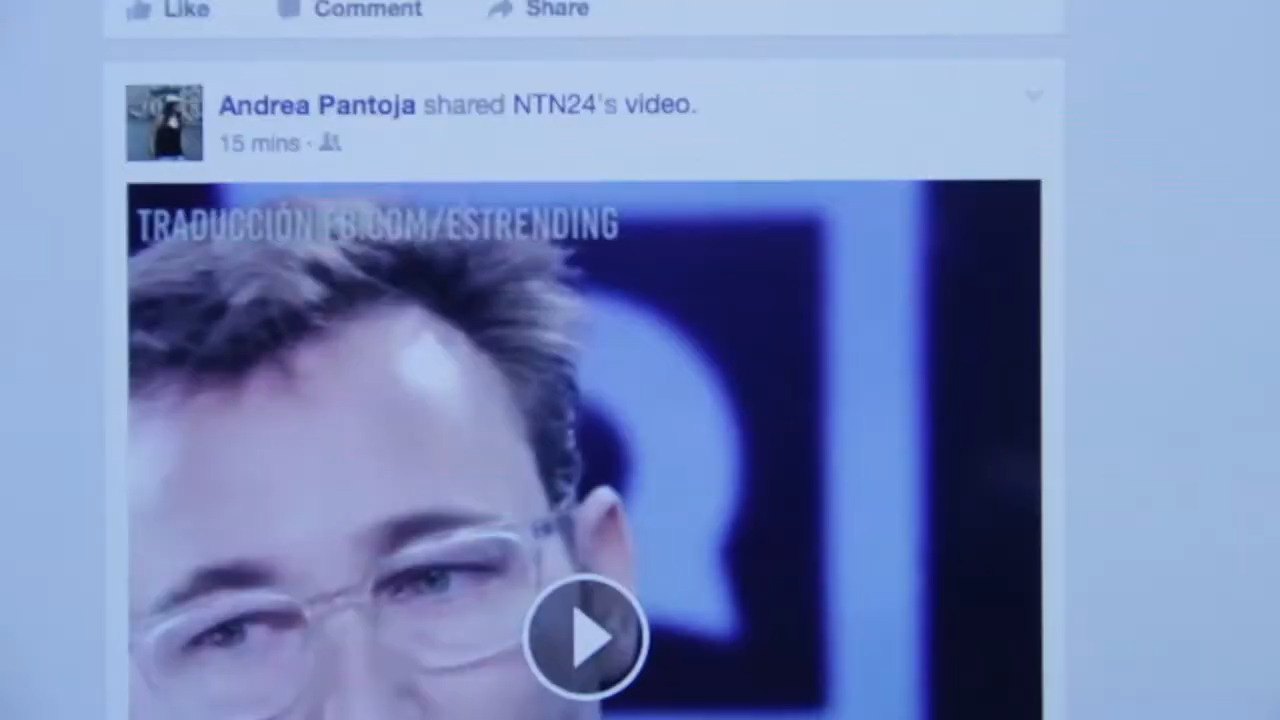 Like Comment Share
Andrea Pantoja shared NTN24's video.
15 mins ·
TRADUCCIÓN FB.COM/ESTRENDING